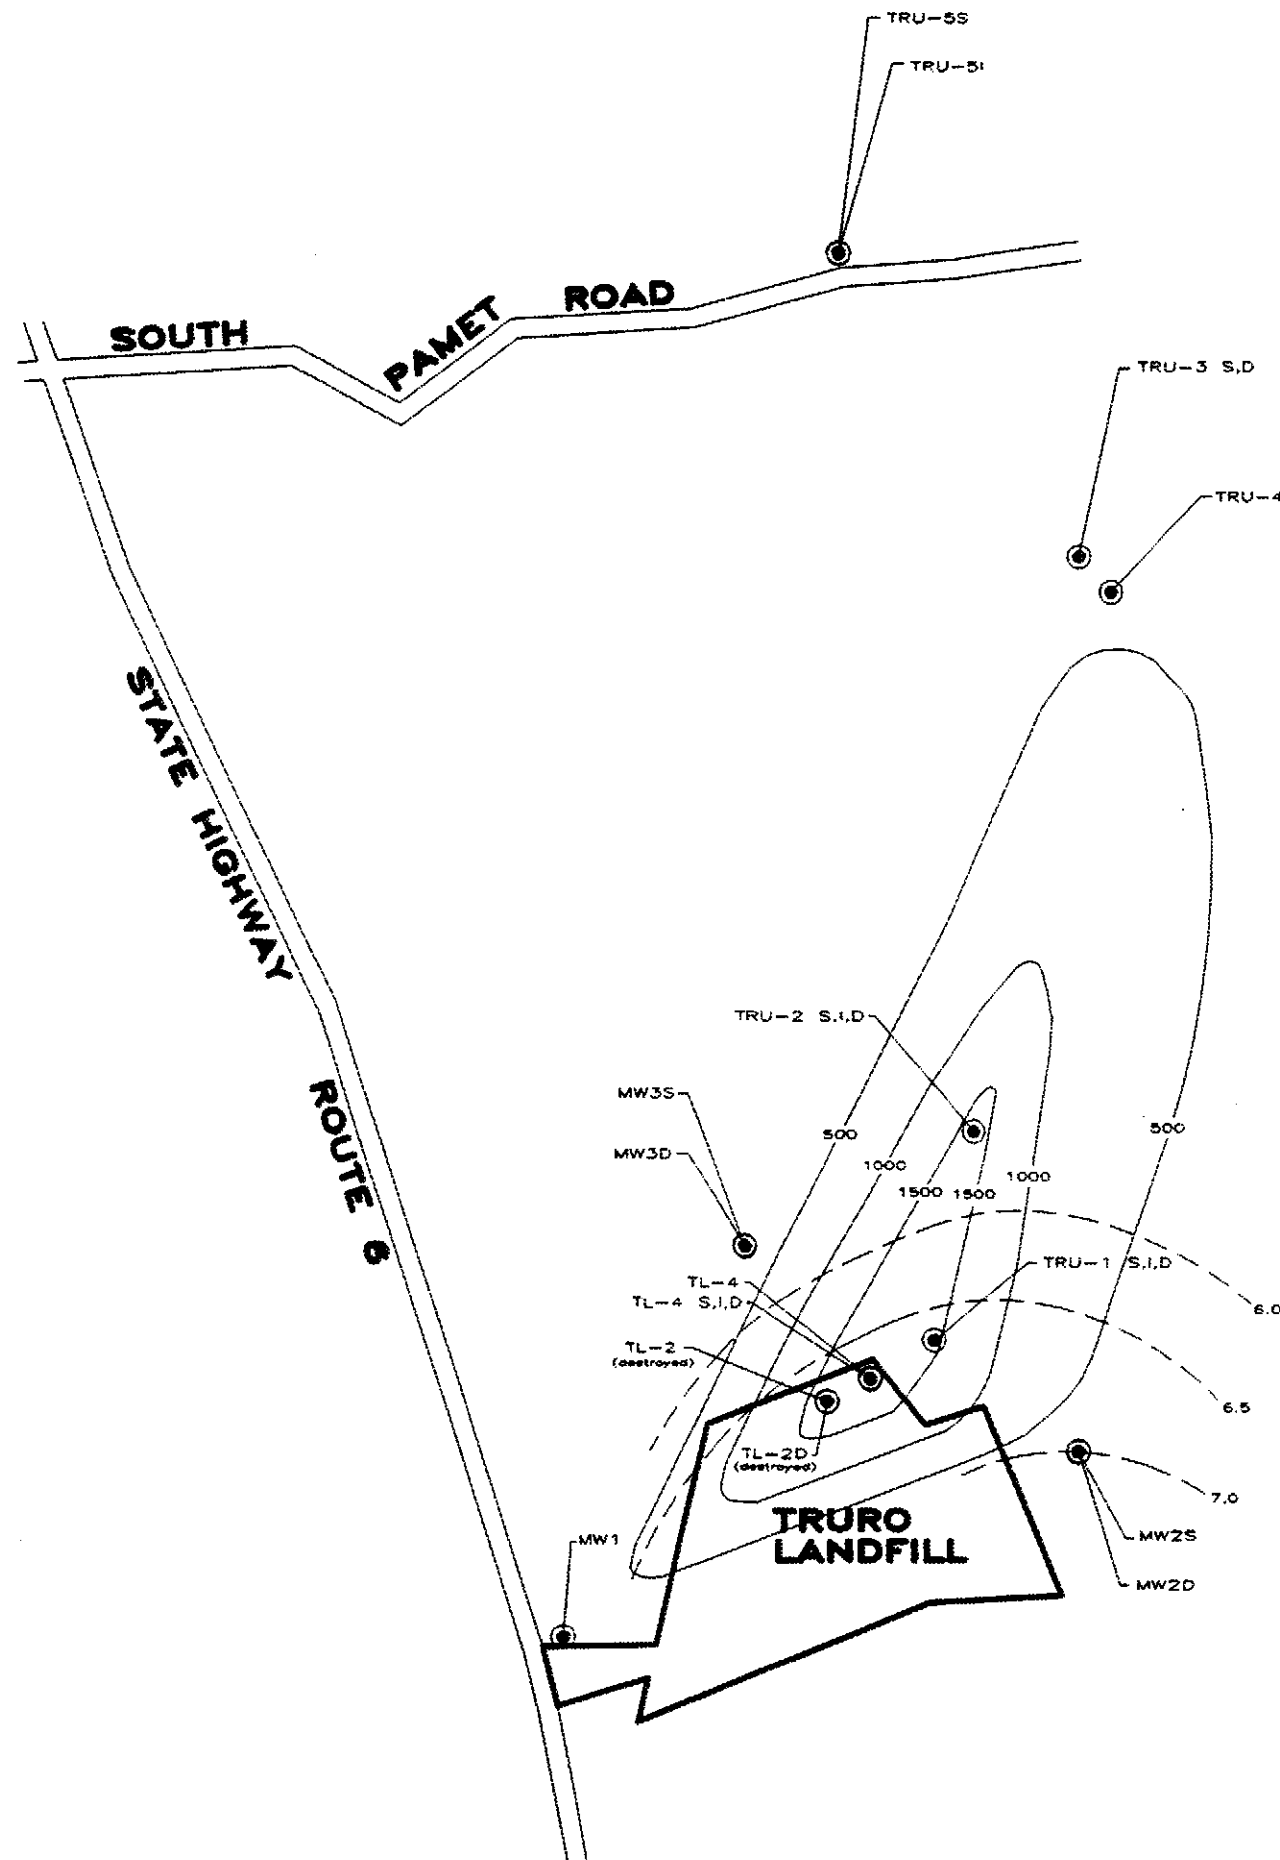 TRU-5S
TRU-5I
SOUTH PAMET ROAD
TRU-3 S,D
TRU-4
STATE HIGHWAY ROUTE 6
TRU-2 S,I,D
MW3S
MW3D
500
1000
1500
1500
1000
500
TRU-1 S,I,D
TL-4
TL-4 S,I,D
TL-2
(destroyed)
6.0
6.5
TL-2D
(destroyed)
7.0
TRURO
LANDFILL
MW1
MW2S
MW2D